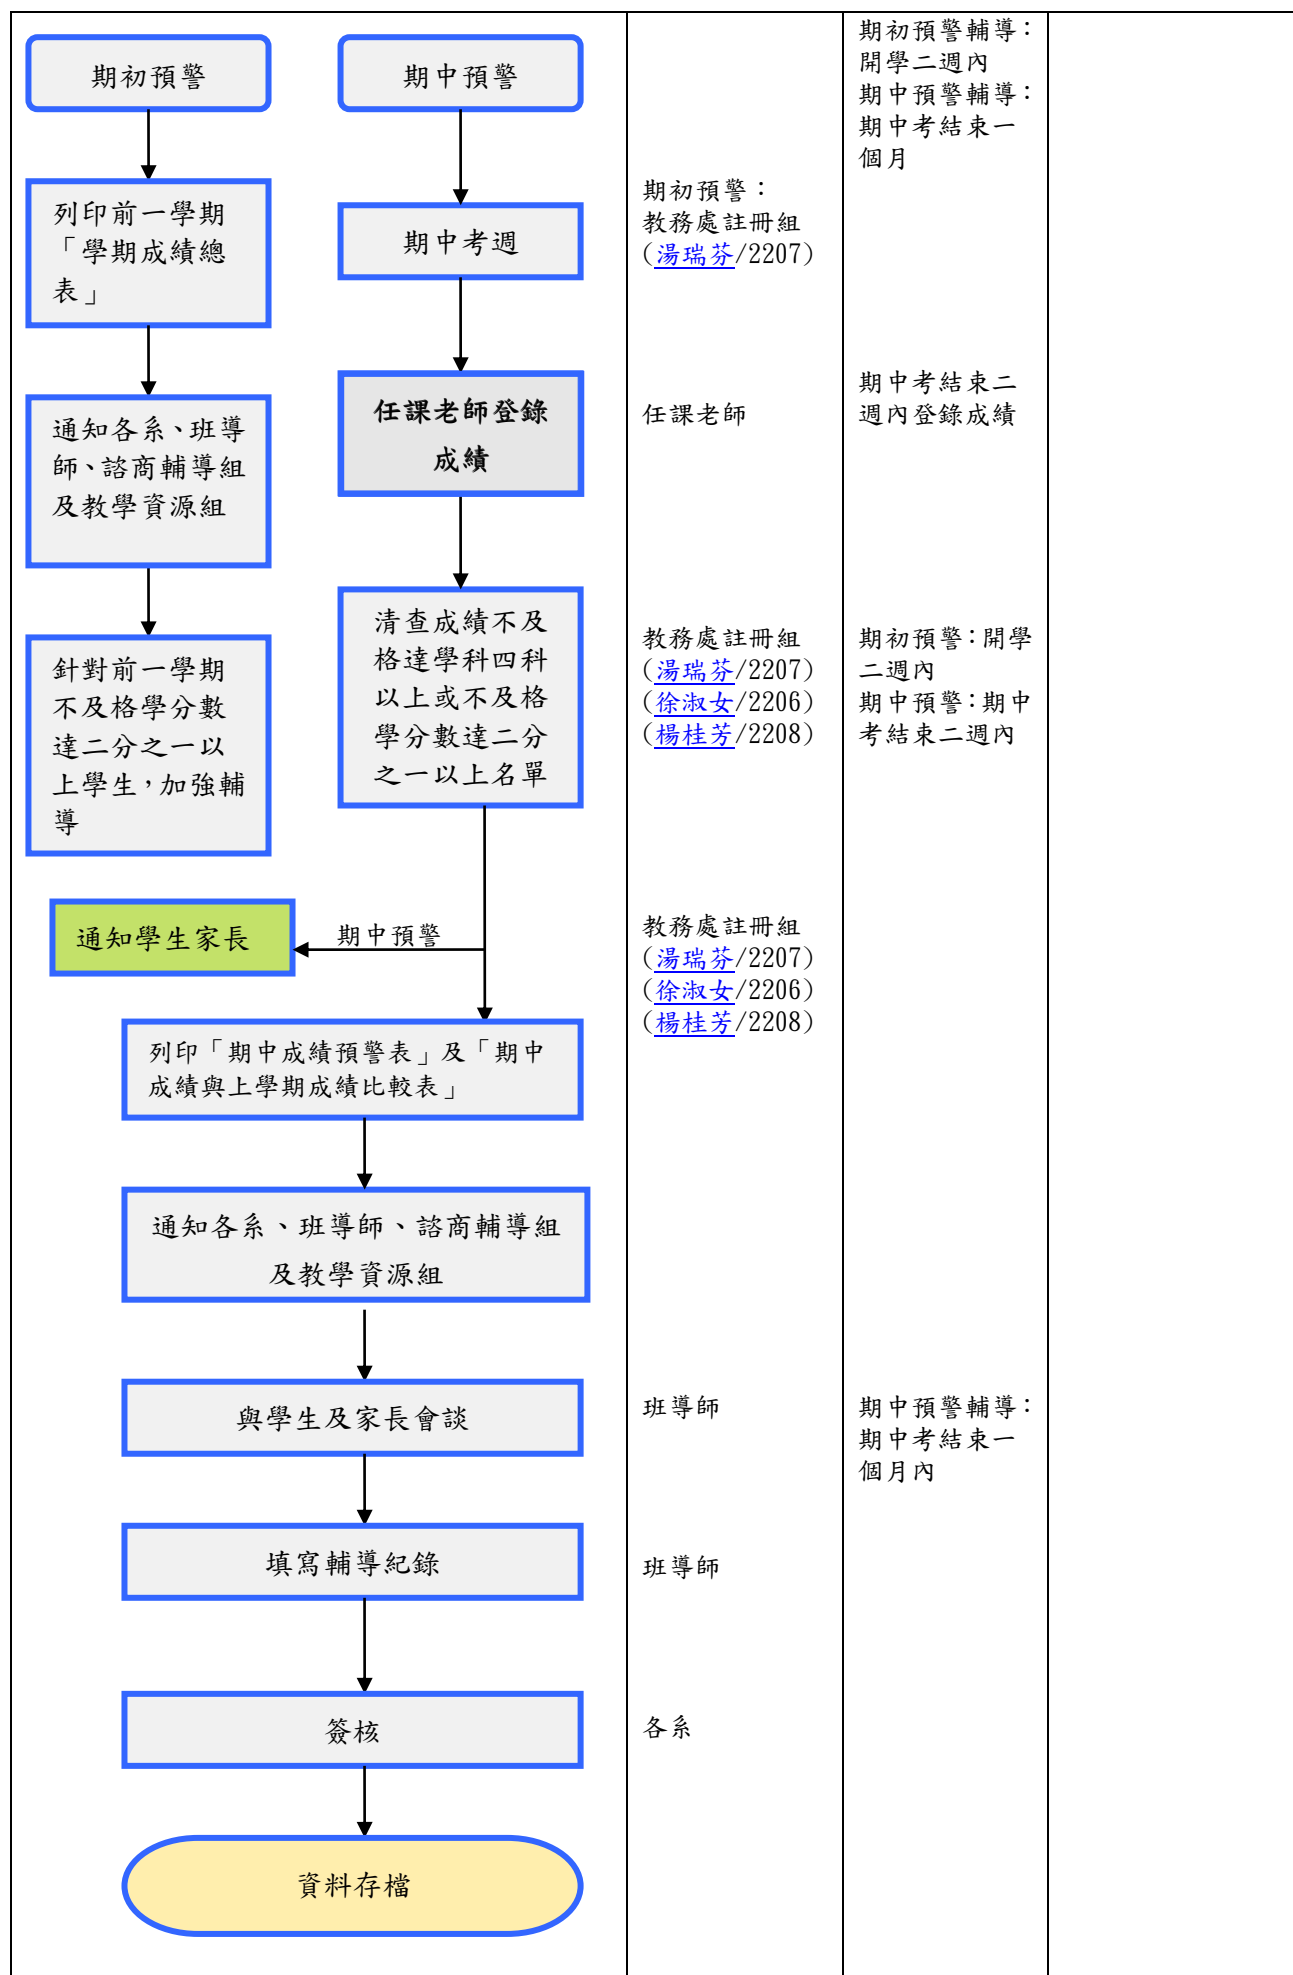 期初預警
列印前一學期
「學期成績總
表」
通知各系、班導
師、諮商輔導組
及教學資源組
針對前一學期
不及格學分數
達二分之一以
上學生，加強輔
導
期中預警
期中考週
任課老師登錄
成績
清查成績不及
格達學科四科
以上或不及格
學分數達二分
之一以上名單
期中預警
通知學生家長
列印「期中成績預警表」及「期中
成績與上學期成績比較表」
通知各系、班導師、諮商輔導組
及教學資源組
與學生及家長會談
填寫輔導紀錄
簽核
資料存檔
期初預警：
教務處註冊組
(湯瑞芬/2207)
任課老師
教務處註冊組
(湯瑞芬/2207)
(徐淑女/2206)
(楊桂芳/2208)
教務處註冊組
(湯瑞芬/2207)
(徐淑女/2206)
(楊桂芳/2208)
班導師
班導師
各系
期初預警輔導：
開學二週內
期中預警輔導：
期中考結束一
個月
期中考結束二
週內登錄成績
期初預警：開學
二週內
期中預警：期中
考結束二週內
期中預警輔導：
期中考結束一
個月內